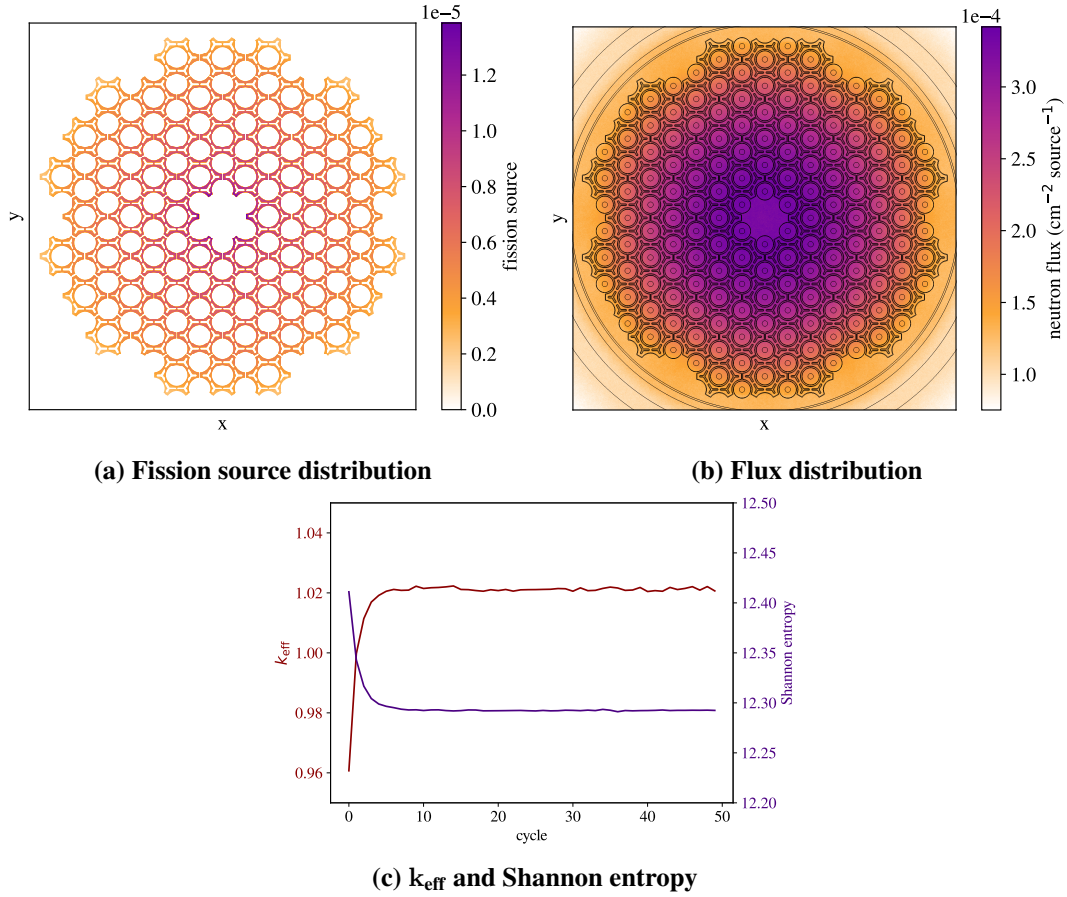 1e−5
1.2
1.0
0.8
0.6
0.4
0.2
0.0
fission source
y
x
(a) Fission source distribution
1e−4
3.0
2.5
2.0
1.5
1.0
neutron flux (cm⁻² source⁻¹)
y
x
(b) Flux distribution
1.04
1.02
1.00
0.98
0.96
k_eff
12.50
12.45
12.40
12.35
12.30
12.25
12.20
Shannon entropy
0 10 20 30 40 50
cycle
(c) k_eff and Shannon entropy